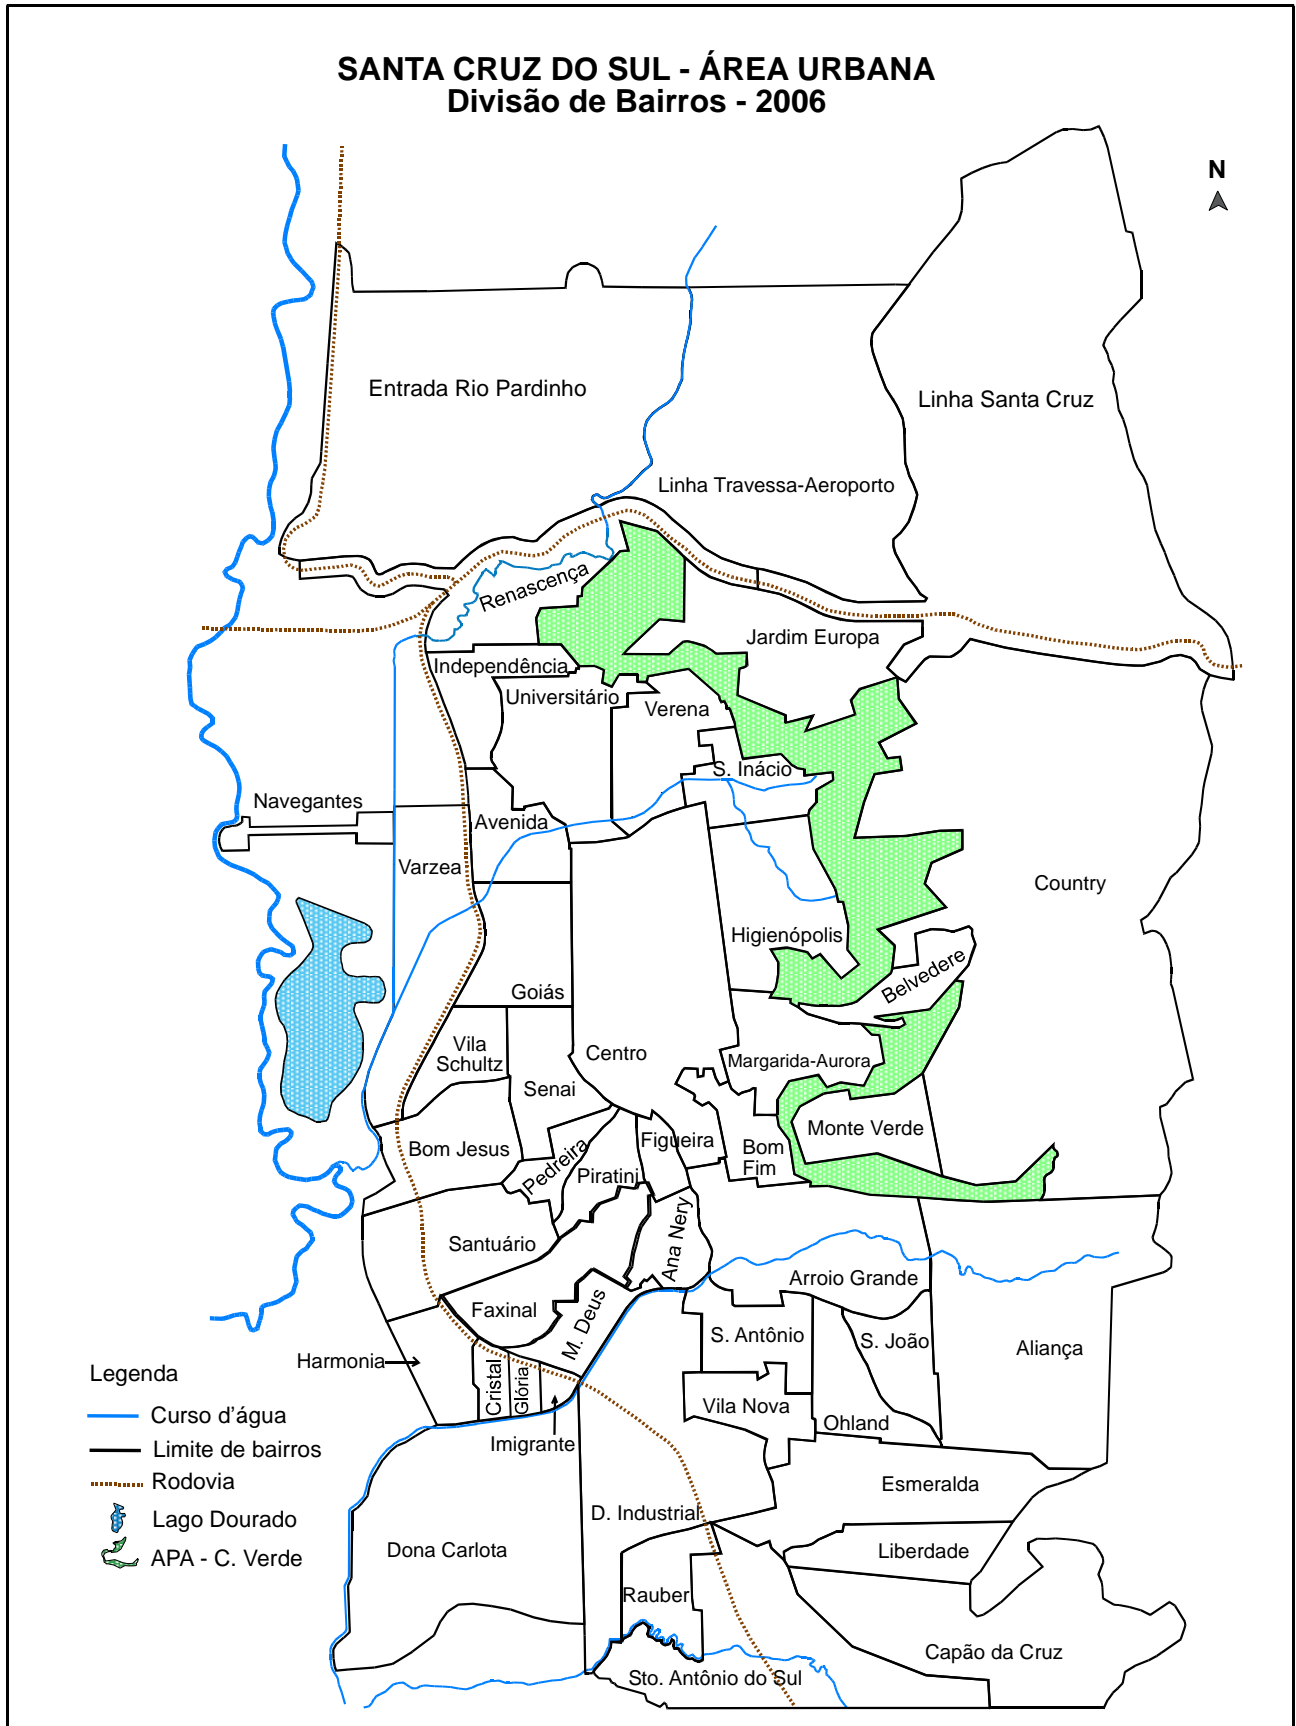 SANTA CRUZ DO SUL - ÁREA URBANA
Divisão de Bairros - 2006
N
Entrada Rio Pardinho
Linha Santa Cruz
Linha Travessa-Aeroporto
Renascença
Jardim Europa
Independência
Universitário
Verena
S. Inácio
Navegantes
Avenida
Varzea
Country
Higienópolis
Belvedere
Goiás
Vila
Schultz
Centro
Margarida-Aurora
Senai
Monte Verde
Figueira
Bom Jesus
Bom
Fim
Pedreira
Piratini
Santuário
Ana Nery
Arroio Grande
Faxinal
M. Deus
S. Antônio
S. João
Aliança
Harmonia
Cristal
Glória
Vila Nova
Ohland
Imigrante
Esmeralda
D. Industrial
Dona Carlota
Liberdade
Rauber
Capão da Cruz
Sto. Antônio do Sul
Legenda
Curso d'água
Limite de bairros
Rodovia
Lago Dourado
APA - C. Verde